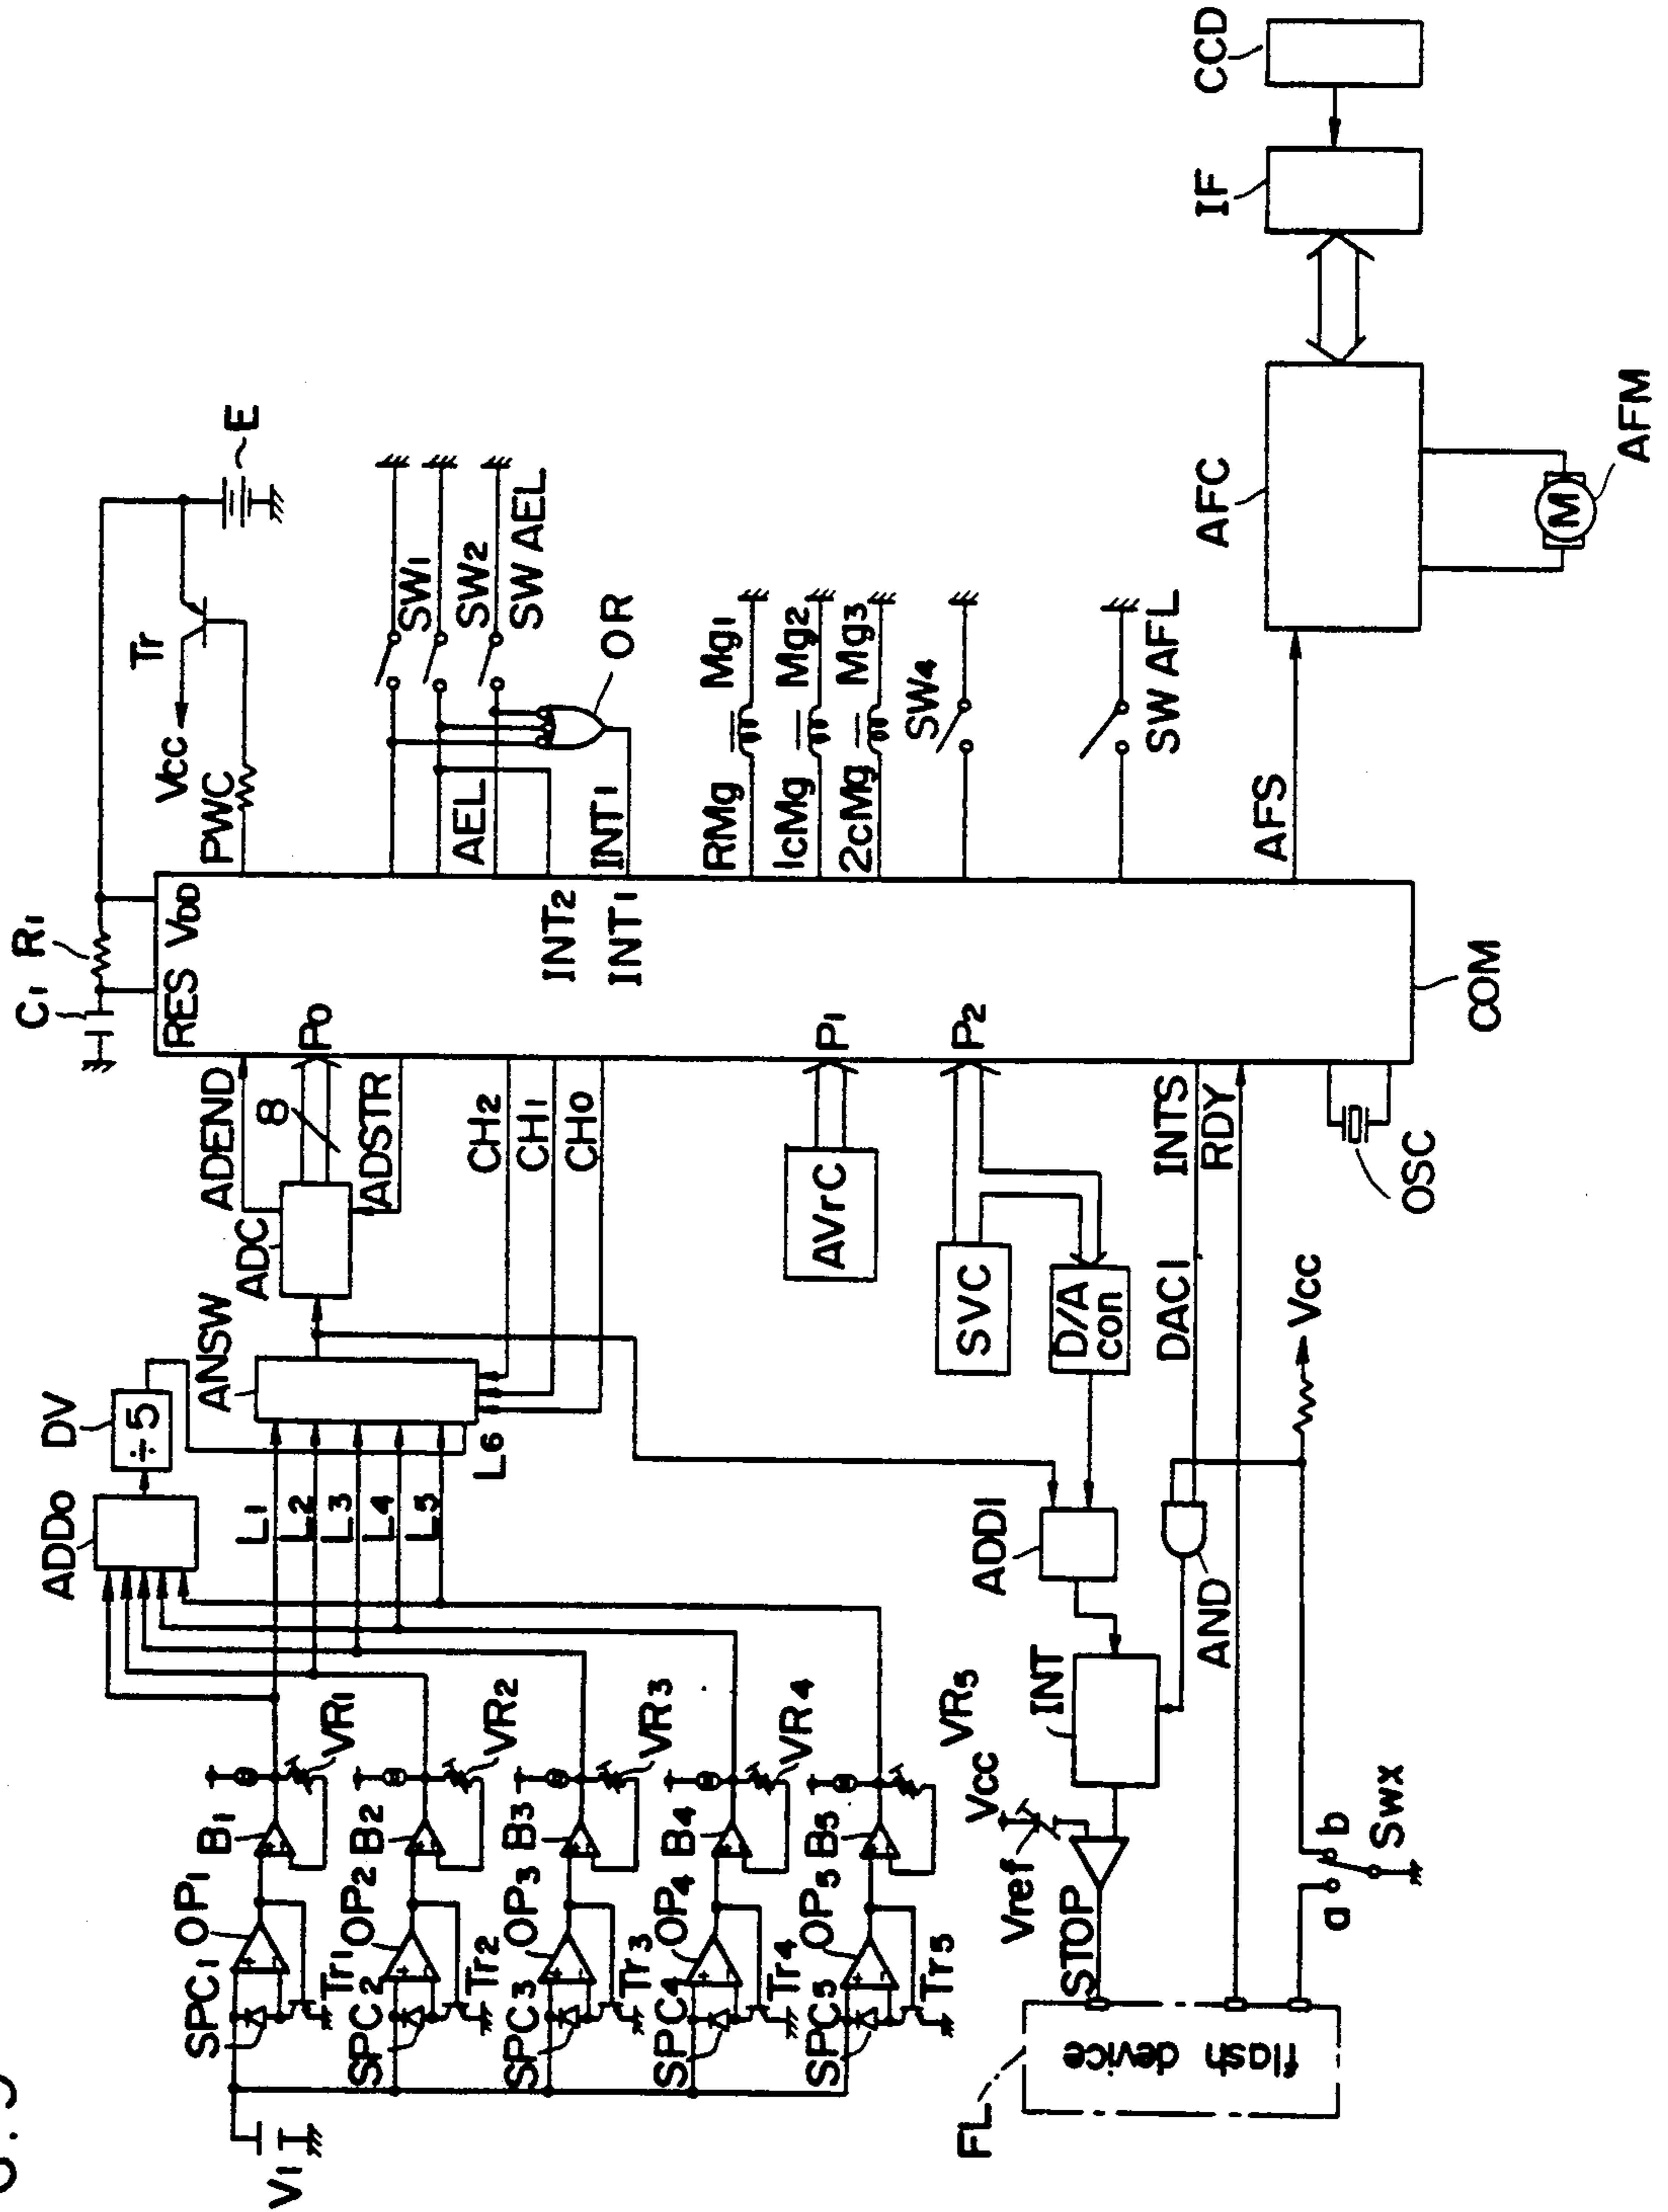 V1
SPC1
OP1
B1
VR1
Tr1
SPC2
OP2
B2
VR2
Tr2
SPC3
OP3
B3
VR3
Tr3
SPC4
OP4
B4
VR4
Tr4
SPC5
OP5
B5
VR5
Tr5
ADD0
DV
÷5
L1
L2
L3
L4
L5
L6
ANSW
ADC
ADEND
8
ADSTR
CH2
CH1
CH0
C1
R1
RES
VDD
P0
P1
P2
INT2
INT1
COM
PWC
Vcc
Tr
E
SW1
SW2
SW AEL
AEL
INT1
OR
RMg
Mg1
1cMg
Mg2
2cMg
Mg3
SW4
SW AFL
AFS
AFC
M
AFM
IF
CCD
AVrC
SVC
D/A
con
DAC1
INTS
RDY
OSC
ADD1
INT
AND
Vcc
Vref
Vcc
STOP
FL
flash device
a
b
Swx